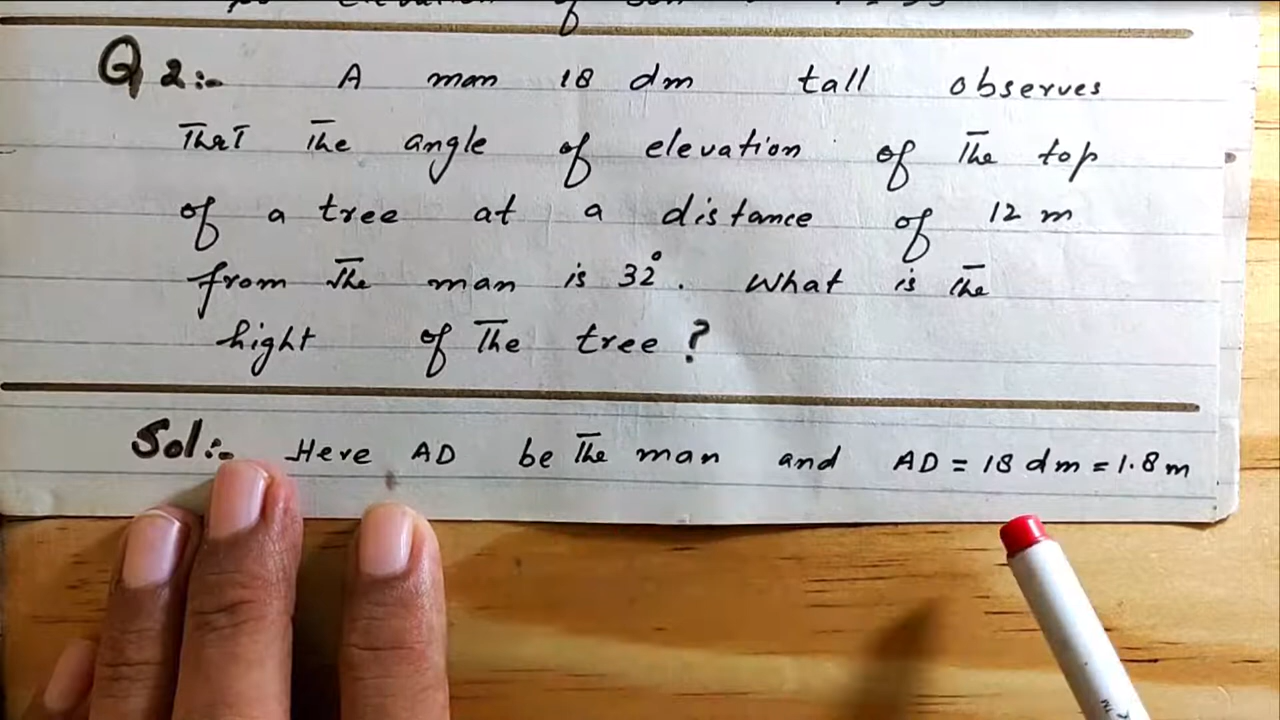 elevation of
Q 2:- A man 18 dm tall observes
That The angle of elevation of The top
of a tree at a distance of 12 m
from The man is 32°. What is The
hight of The tree ?
Sol:- Here AD be The man and AD = 18 dm = 1.8 m